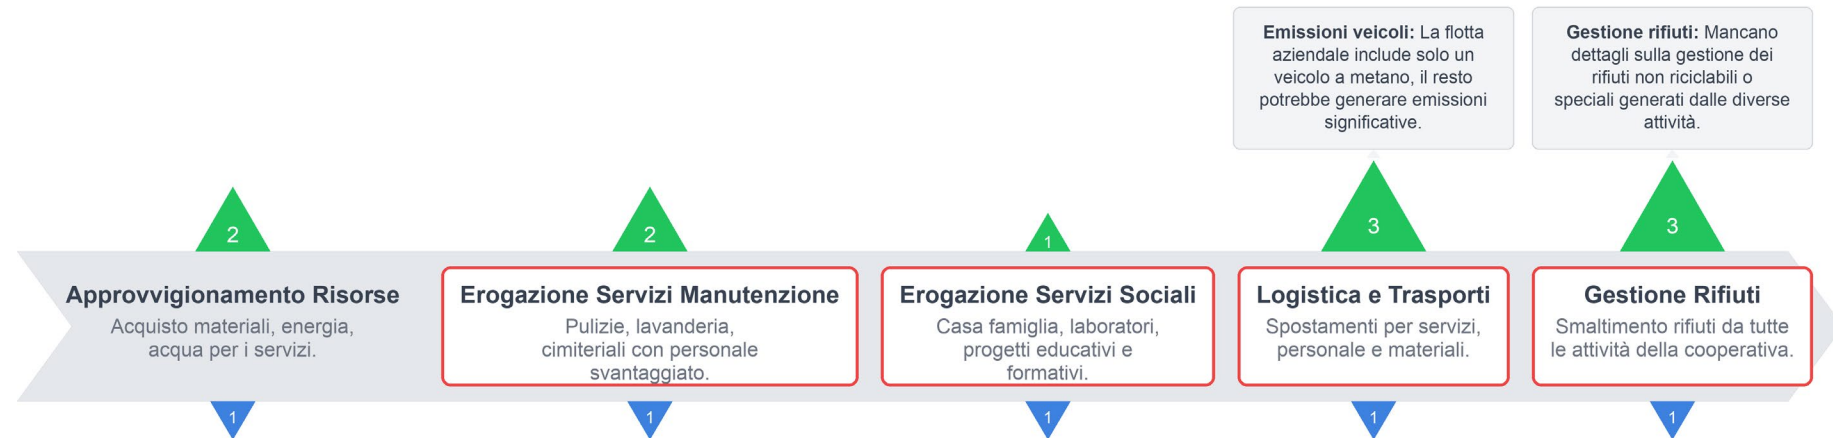 Emissioni veicoli: La flotta
aziendale include solo un
veicolo a metano, il resto
potrebbe generare emissioni
significative.
Gestione rifiuti: Mancano
dettagli sulla gestione dei
rifiuti non riciclabili o
speciali generati dalle diverse
attività.
2
2
1
3
3
Approvvigionamento Risorse
Acquisto materiali, energia,
acqua per i servizi.
Erogazione Servizi Manutenzione
Pulizie, lavanderia,
cimiteriali con personale
svantaggiato.
Erogazione Servizi Sociali
Casa famiglia, laboratori,
progetti educativi e
formativi.
Logistica e Trasporti
Spostamenti per servizi,
personale e materiali.
Gestione Rifiuti
Smaltimento rifiuti da tutte
le attività della cooperativa.
1
1
1
1
1